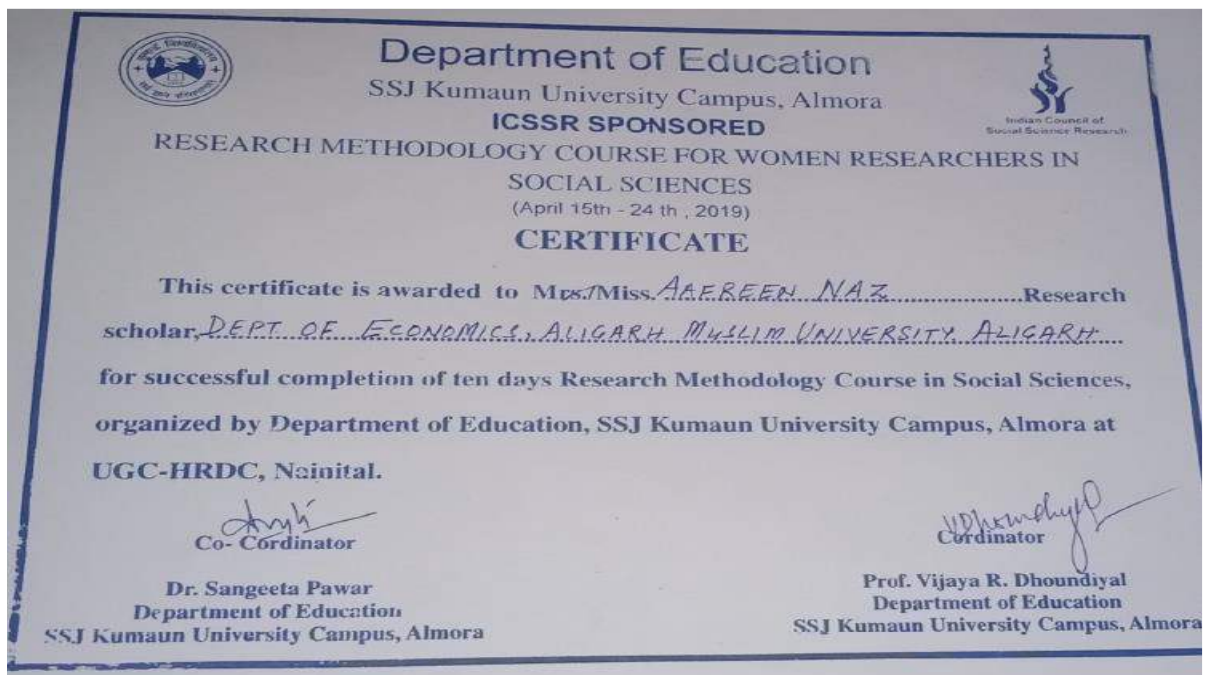 Department of Education
SSJ Kumaun University Campus, Almora
ICSSR SPONSORED
Indian Council of
Social Science Research
RESEARCH METHODOLOGY COURSE FOR WOMEN RESEARCHERS IN
SOCIAL SCIENCES
(April 15th - 24 th , 2019)
CERTIFICATE
This certificate is awarded to Mrs./Miss. AAFREEN NAZ Research
scholar, DEPT OF ECONOMICS, ALIGARH MUSLIM UNIVERSITY ALIGARH
for successful completion of ten days Research Methodology Course in Social Sciences,
organized by Department of Education, SSJ Kumaun University Campus, Almora at
UGC-HRDC, Nainital.
Co- Cordinator
Dr. Sangeeta Pawar
Department of Education
SSJ Kumaun University Campus, Almora
Cordinator
Prof. Vijaya R. Dhoundiyal
Department of Education
SSJ Kumaun University Campus, Almora